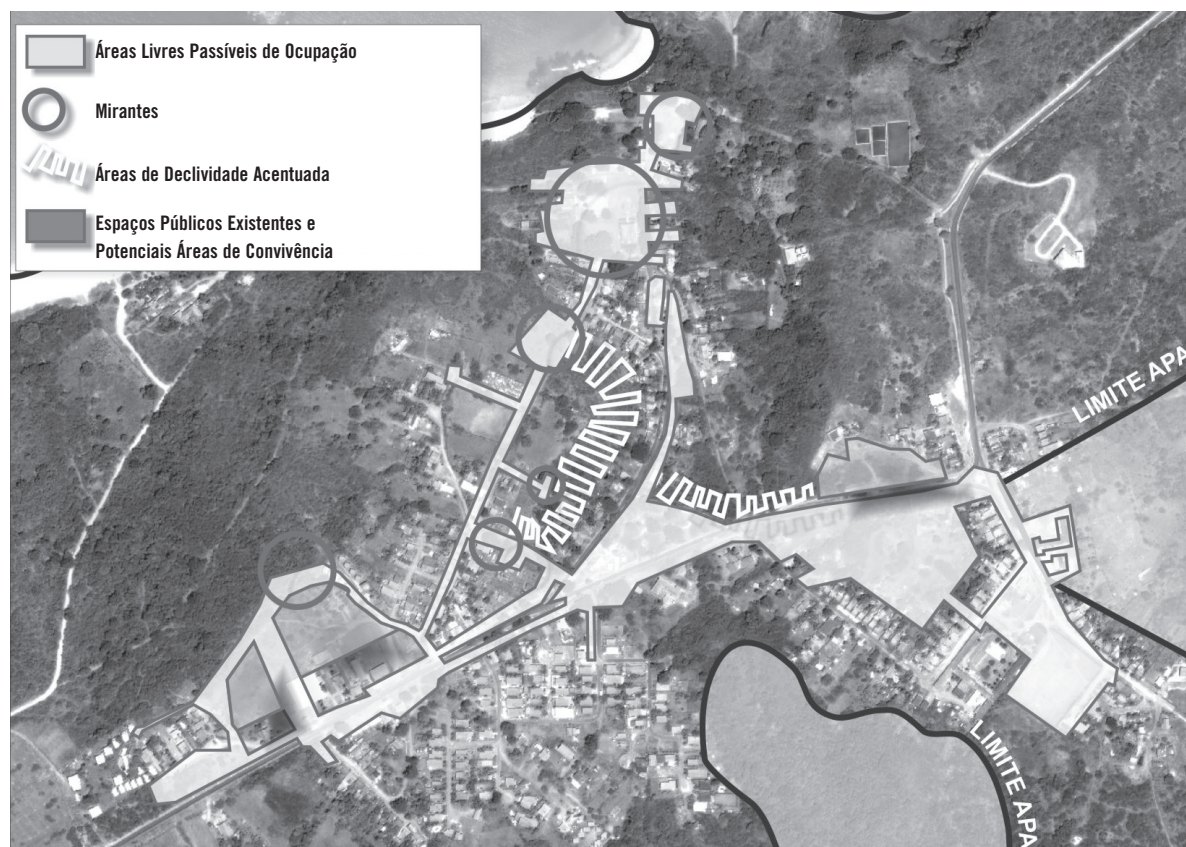 Áreas Livres Passíveis de Ocupação
Mirantes
Áreas de Declividade Acentuada
Espaços Públicos Existentes e
Potenciais Áreas de Convivência
LIMITE APA
LIMITE APA